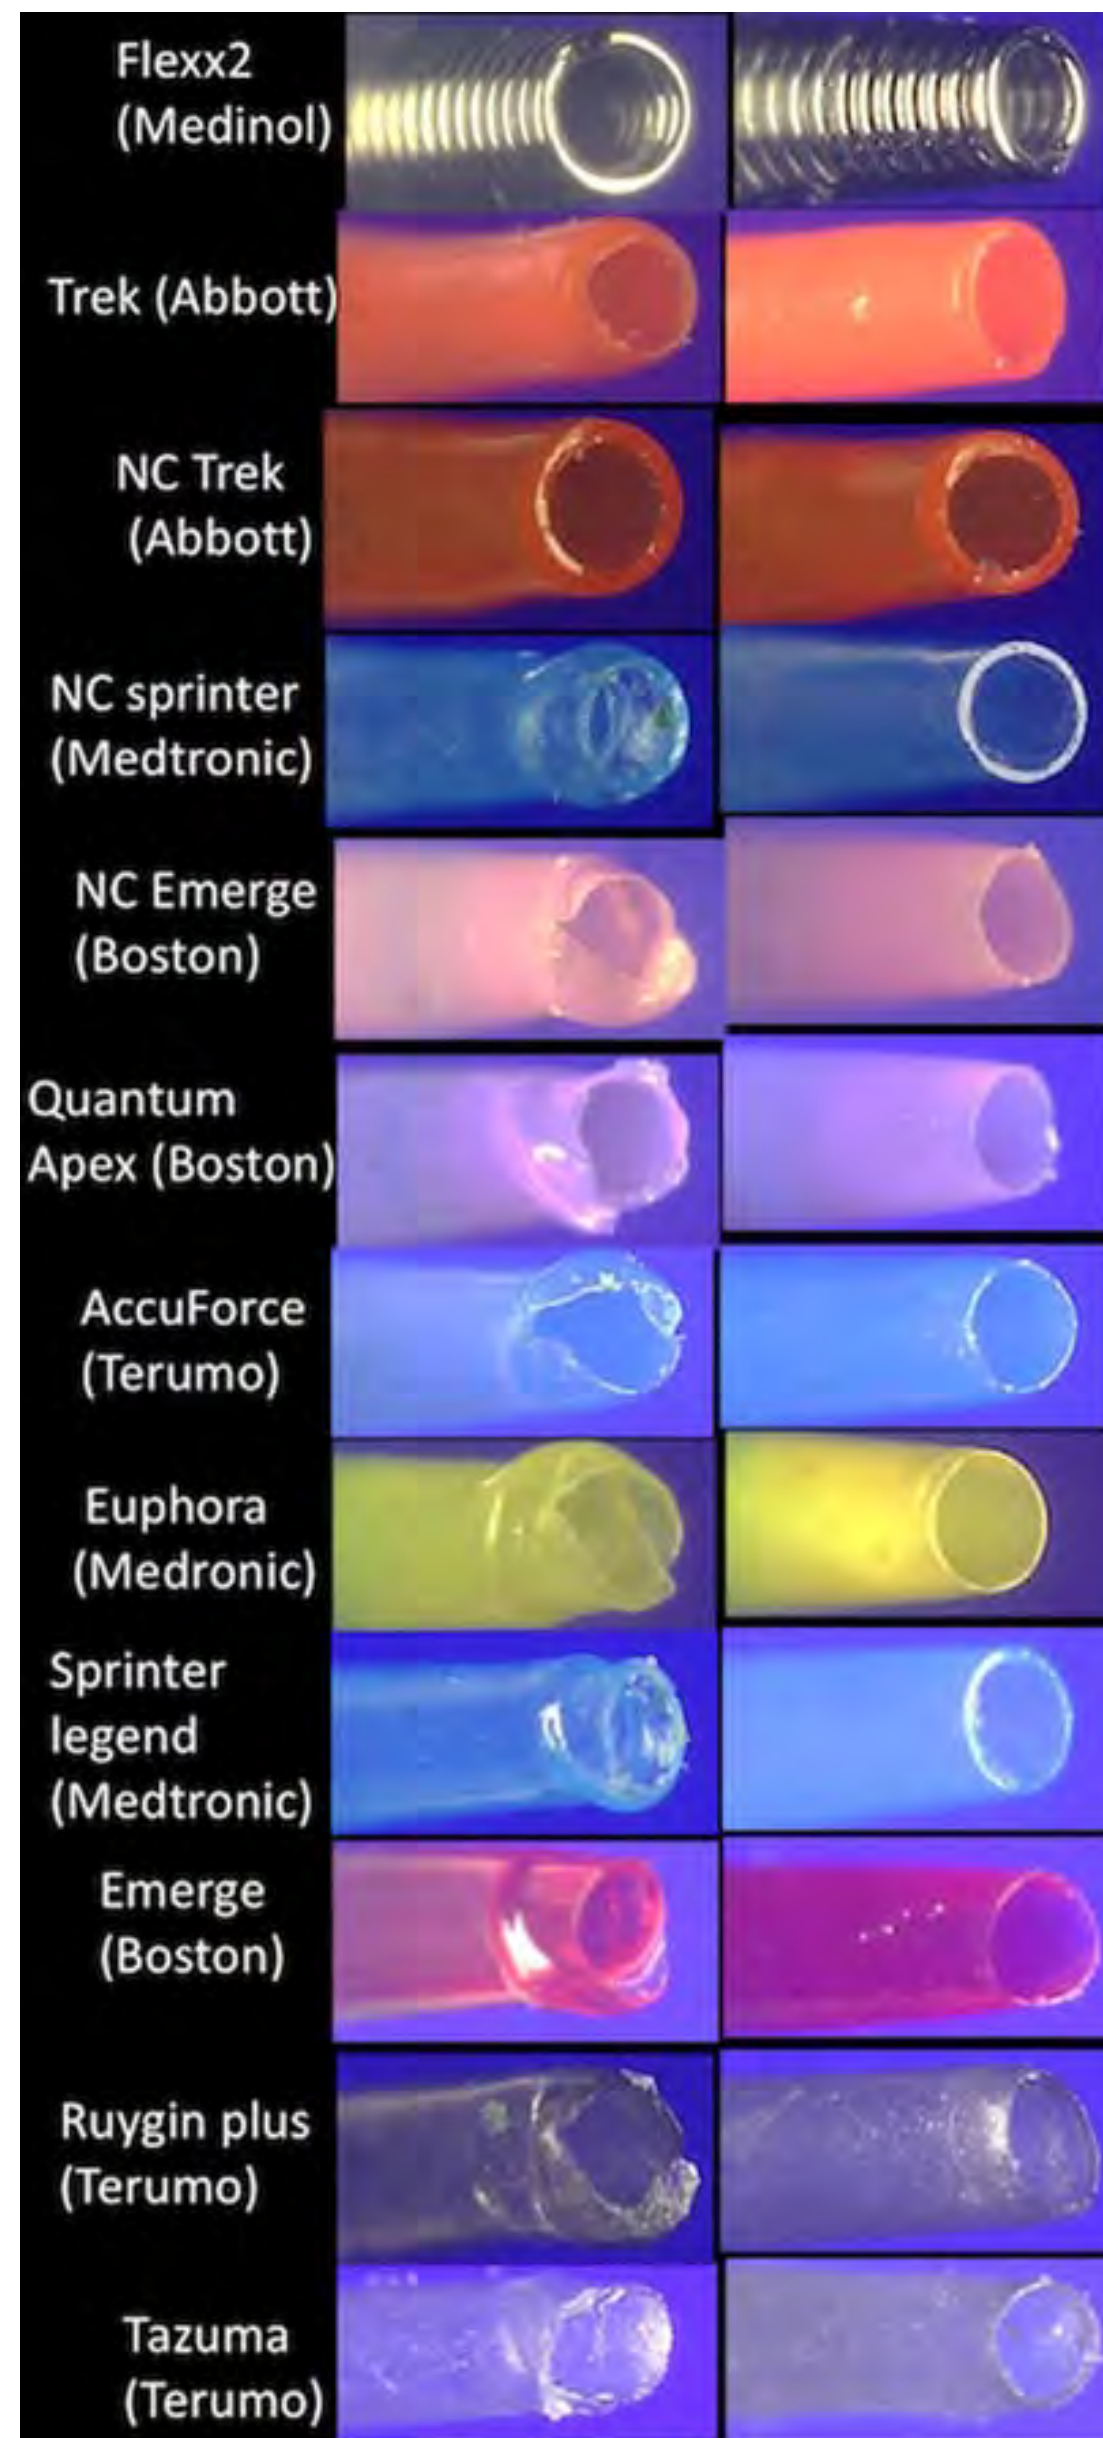 Flexx2
(Medinol)
Trek (Abbott)
NC Trek
(Abbott)
NC sprinter
(Medtronic)
NC Emerge
(Boston)
Quantum
Apex (Boston)
AccuForce
(Terumo)
Euphora
(Medronic)
Sprinter
legend
(Medtronic)
Emerge
(Boston)
Ruygin plus
(Terumo)
Tazuma
(Terumo)